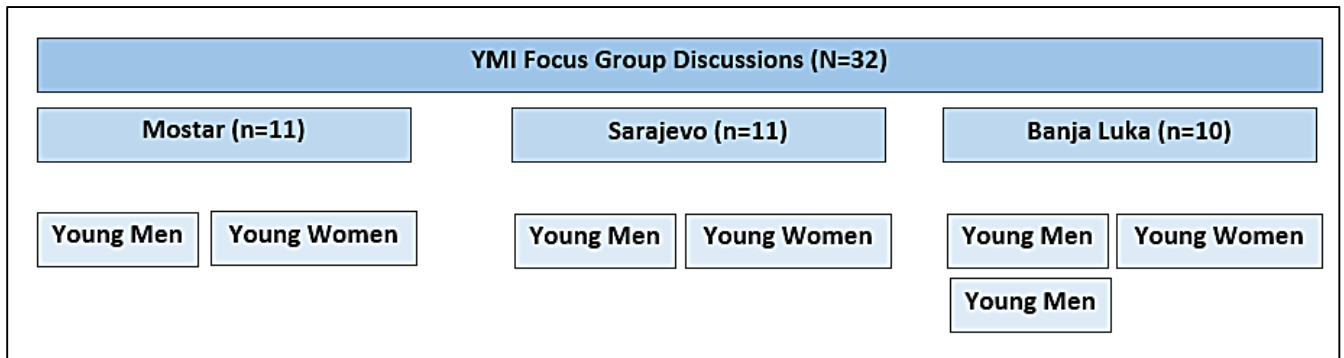 YMI Focus Group Discussions (N=32)
Mostar (n=11)
Sarajevo (n=11)
Banja Luka (n=10)
Young Men
Young Women
Young Men
Young Women
Young Men
Young Women
Young Men